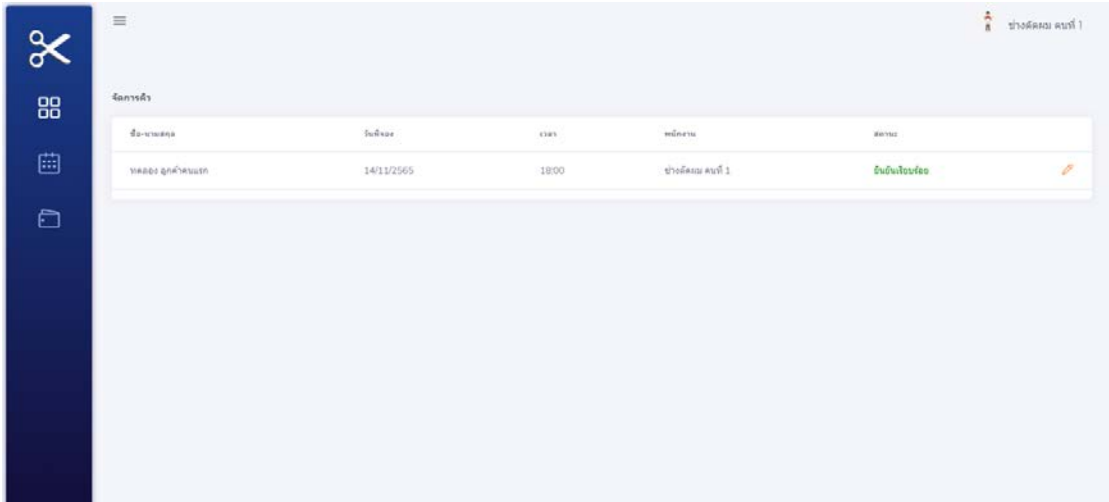 ช่างตัดผม คนที่ 1
จัดการคิว
ชื่อ-นามสกุล วันที่จอง เวลา พนักงาน สถานะ
ทดลอง ลูกค้าคนแรก 14/11/2565 18:00 ช่างตัดผม คนที่ 1 ยืนยันเรียบร้อย